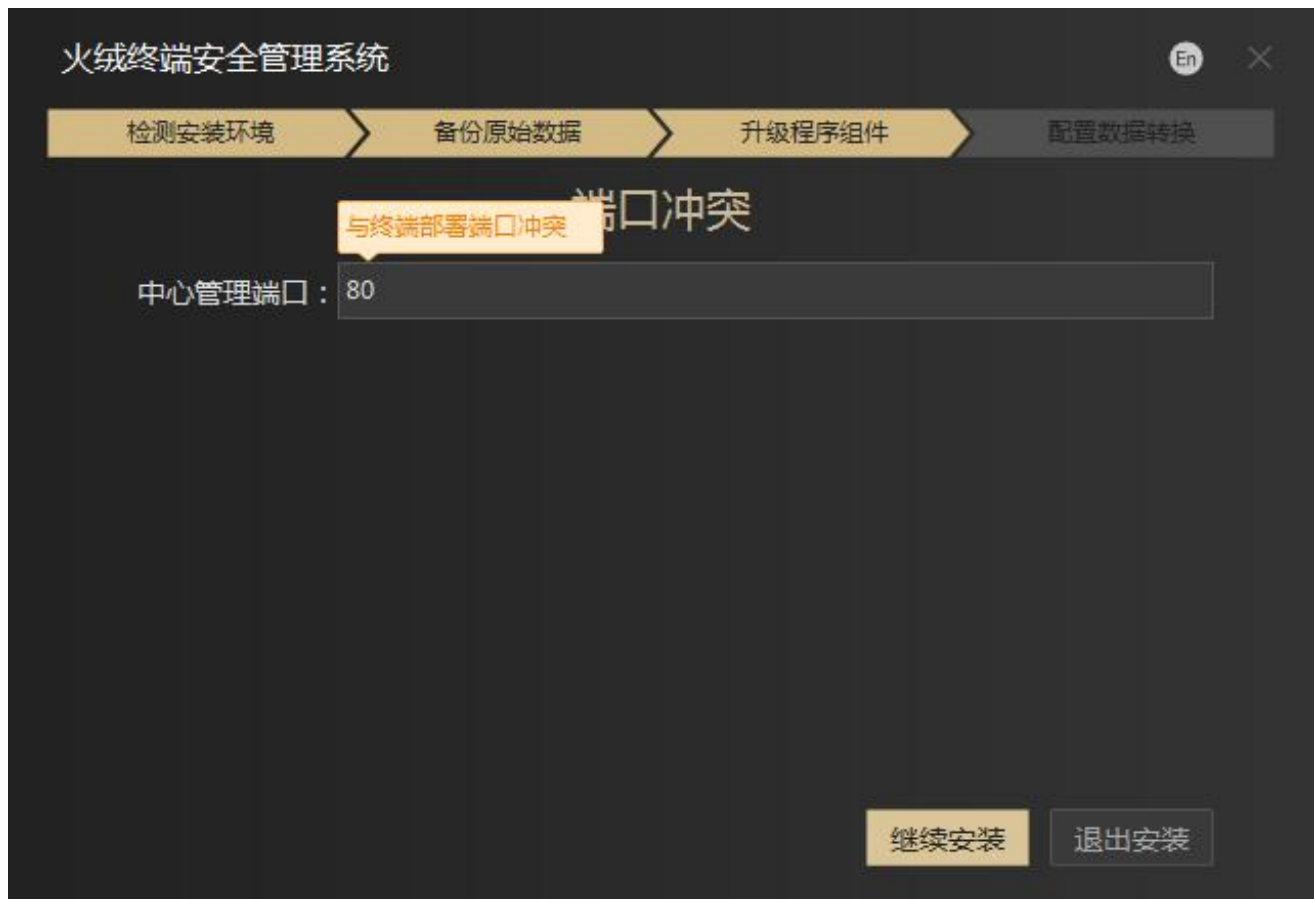 火绒终端安全管理系统
En
检测安装环境
备份原始数据
升级程序组件
配置数据转换
端口冲突
与终端部署端口冲突
中心管理端口：80
继续安装
退出安装